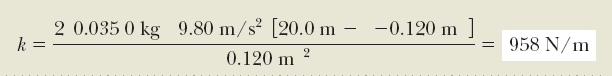 k = 2 0.035 0 kg 9.80 m/s² [20.0 m − −0.120 m ] / 0.120 m ² = 958 N/m